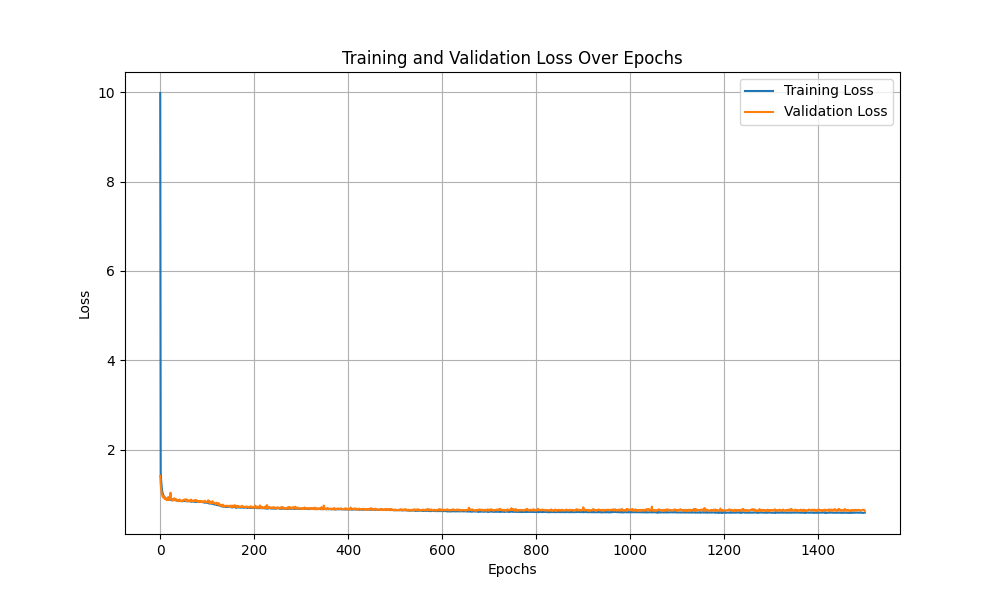 Training and Validation Loss Over Epochs
Training Loss
Validation Loss
10
8
6
4
2
Loss
0
200
400
600
800
1000
1200
1400
Epochs